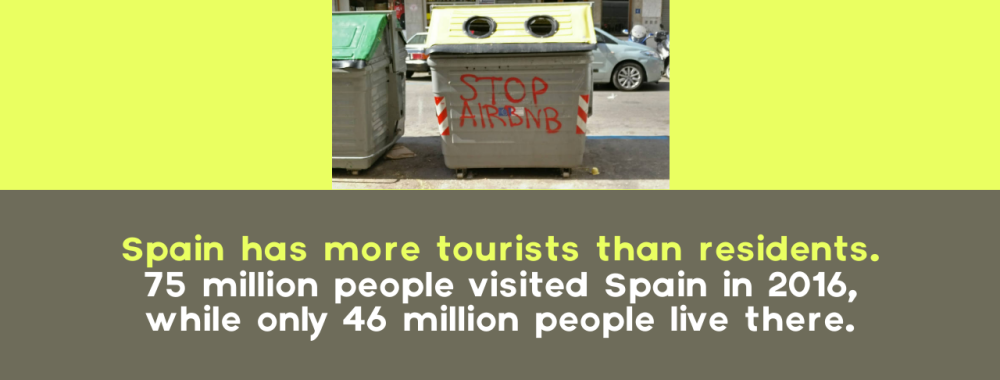 STOP
AIRBNB
Spain has more tourists than residents.
75 million people visited Spain in 2016,
while only 46 million people live there.